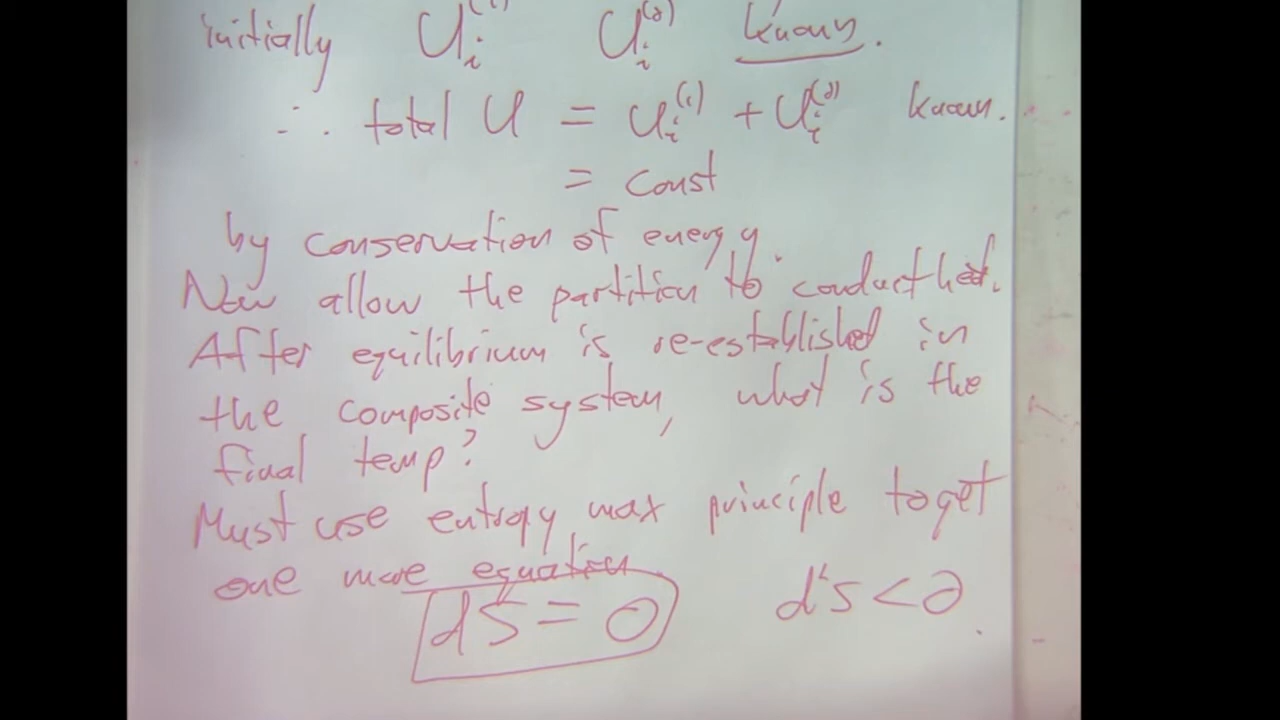 initially U_i^(1) U_i^(2) known.
∴ total U = U_i^(1) + U_i^(2) known.
= const
by conservation of energy.
Now allow the partition to conduct heat.
After equilibrium is re-established in
the composite system, what is the
final temp?
Must use entropy max principle to get
one more equation
dS = 0 d²S < 0